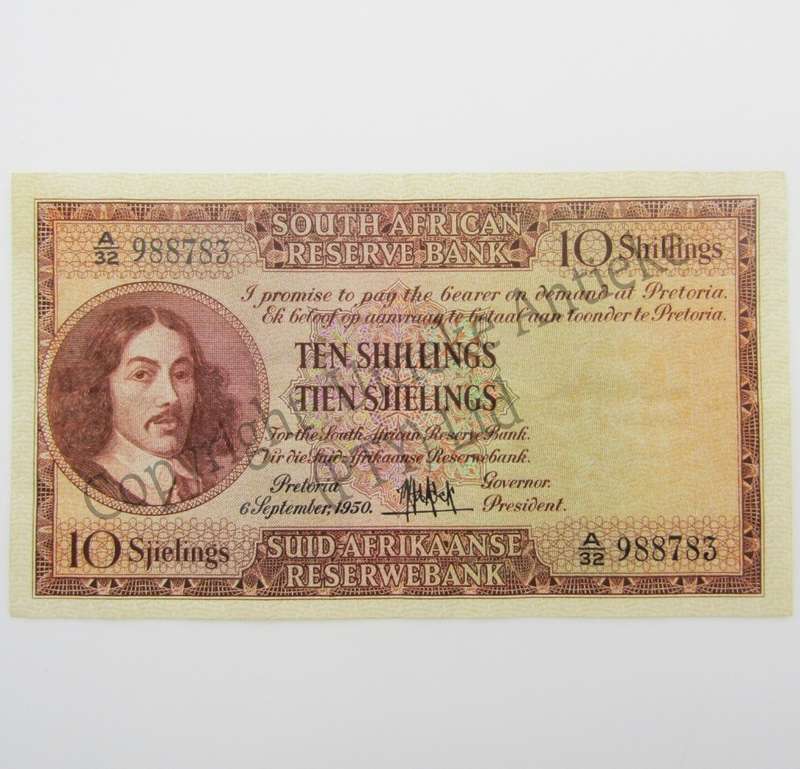 A/32 988783
SOUTH AFRICAN
RESERVE BANK
10 Shillings
I promise to pay the bearer on demand at Pretoria.
Ek beloof op aanvraag te betaal aan toonder te Pretoria.
TEN SHILLINGS
TIEN SJIELINGS
For the South African Reserve Bank.
Vir die Suid-Afrikaanse Reserwebank.
Pretoria
6 September, 1950.
Governor.
President.
10 Sjielings
SUID-AFRIKAANSE
RESERWEBANK
A/32 988783
Copyright